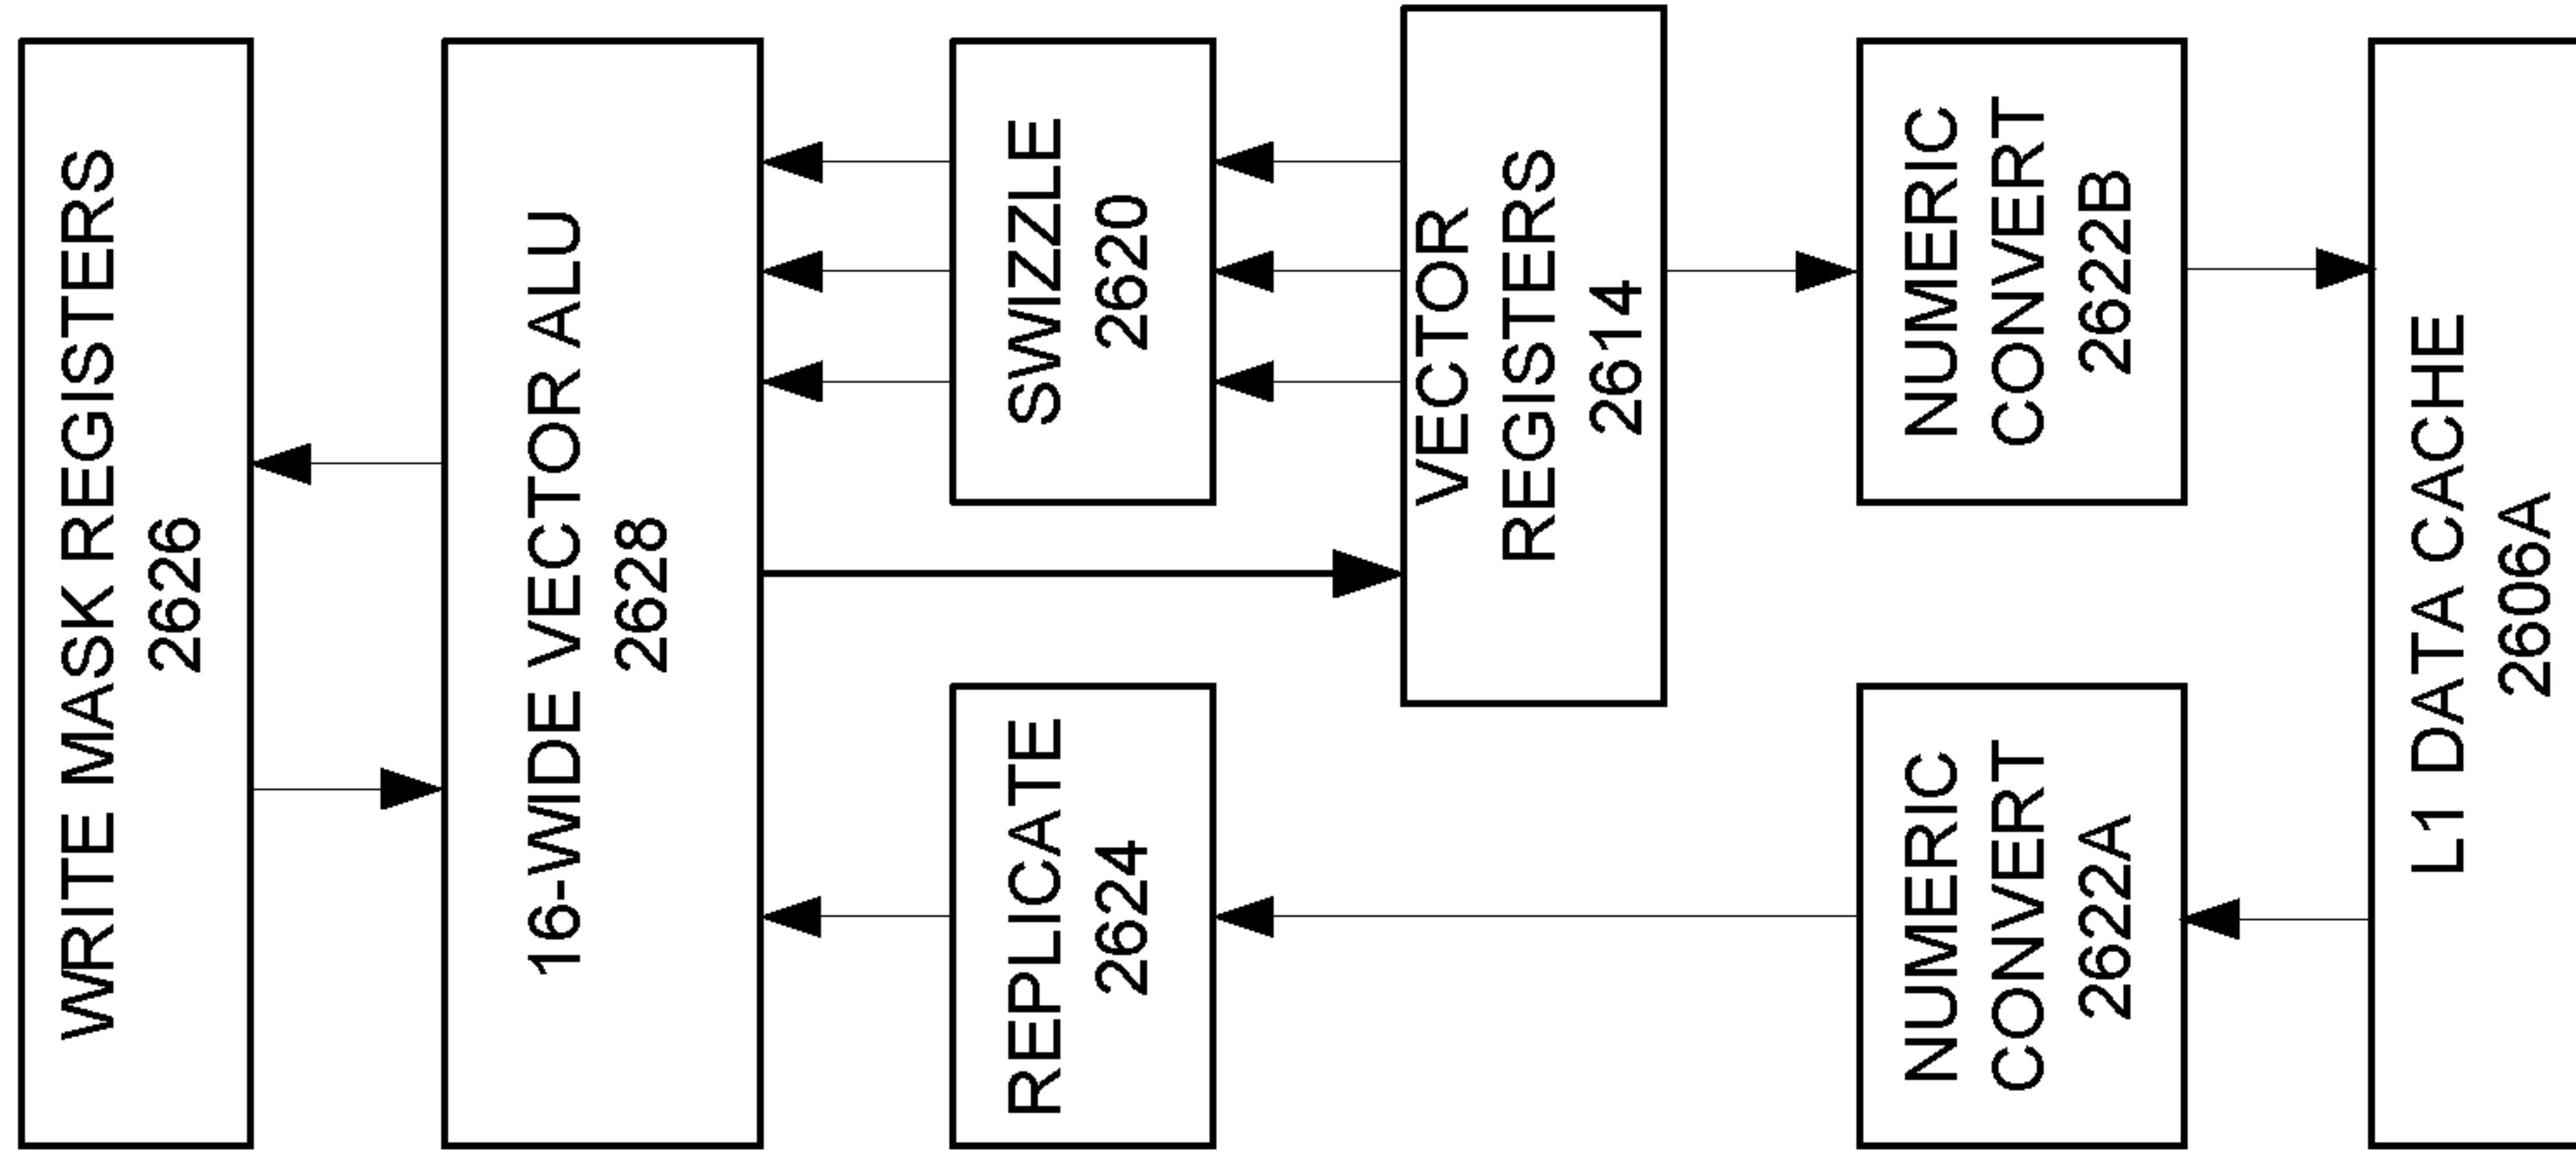 WRITE MASK REGISTERS
2626
16-WIDE VECTOR ALU
2628
REPLICATE
2624
SWIZZLE
2620
VECTOR
REGISTERS
2614
NUMERIC
CONVERT
2622A
NUMERIC
CONVERT
2622B
L1 DATA CACHE
2606A